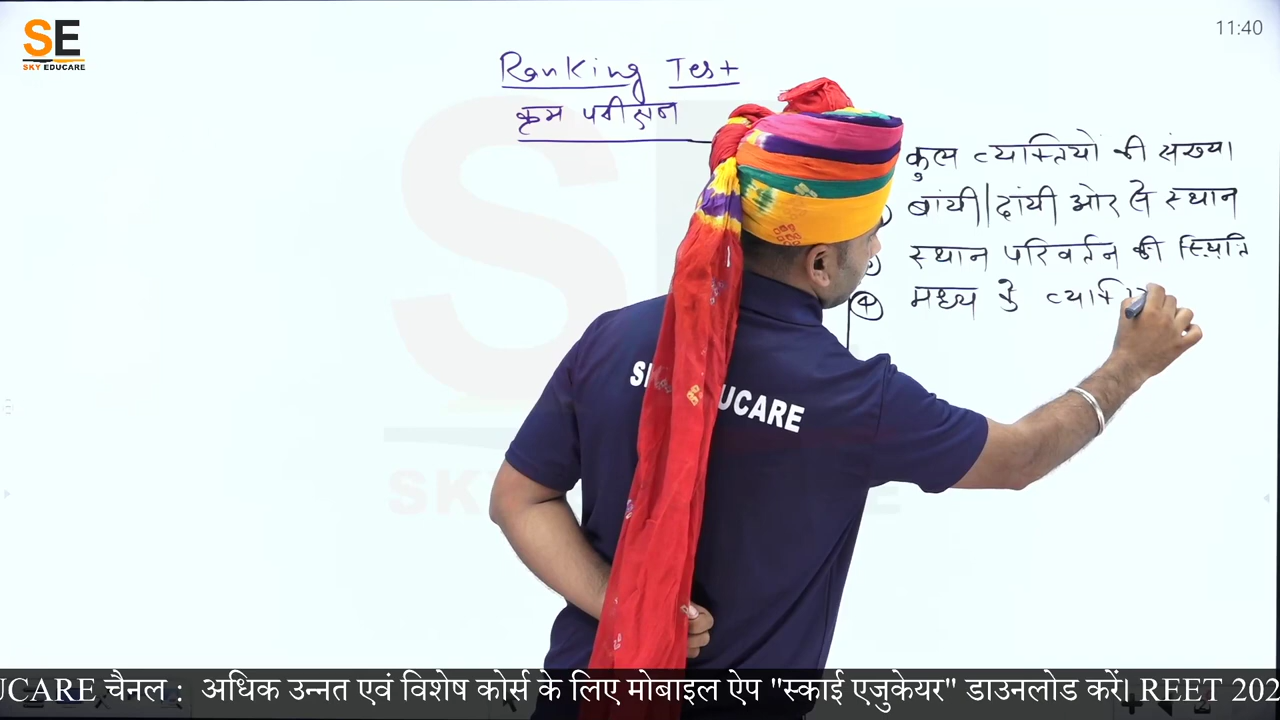 SE
SKY EDUCARE
11:40
Ranking Test
क्रम परीक्षण
कुल व्यक्तियों की संख्या
बांयी/दांयी ओर से स्थान
स्थान परिवर्तन की स्थिति
4 मध्य के
UCARE
UCARE चैनल : अधिक उन्नत एवं विशेष कोर्स के लिए मोबाइल ऐप "स्काई एजुकेयर" डाउनलोड करें। REET 202